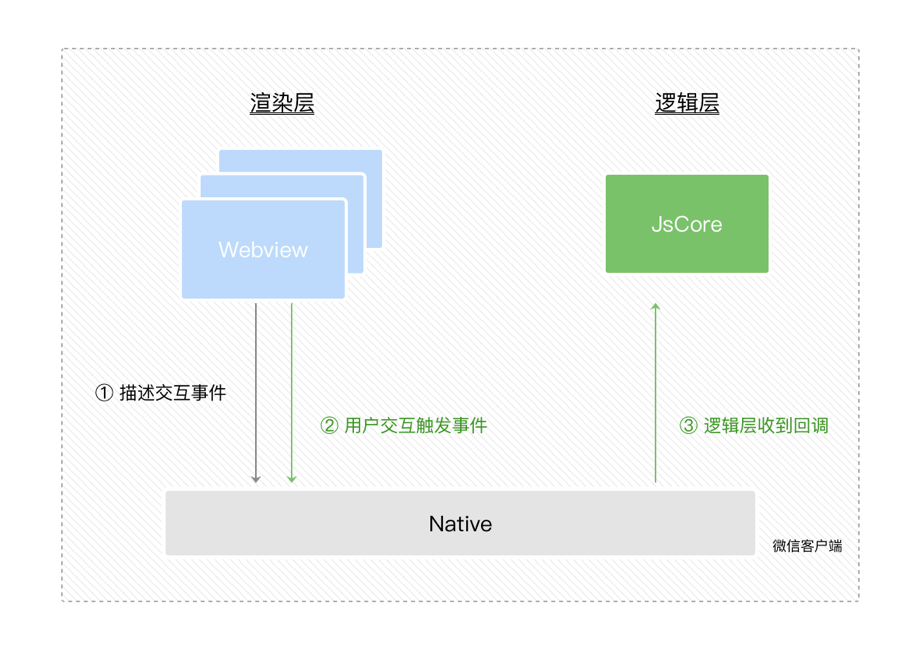 渲染层
逻辑层
Webview
JsCore
① 描述交互事件
② 用户交互触发事件
③ 逻辑层收到回调
Native
微信客户端